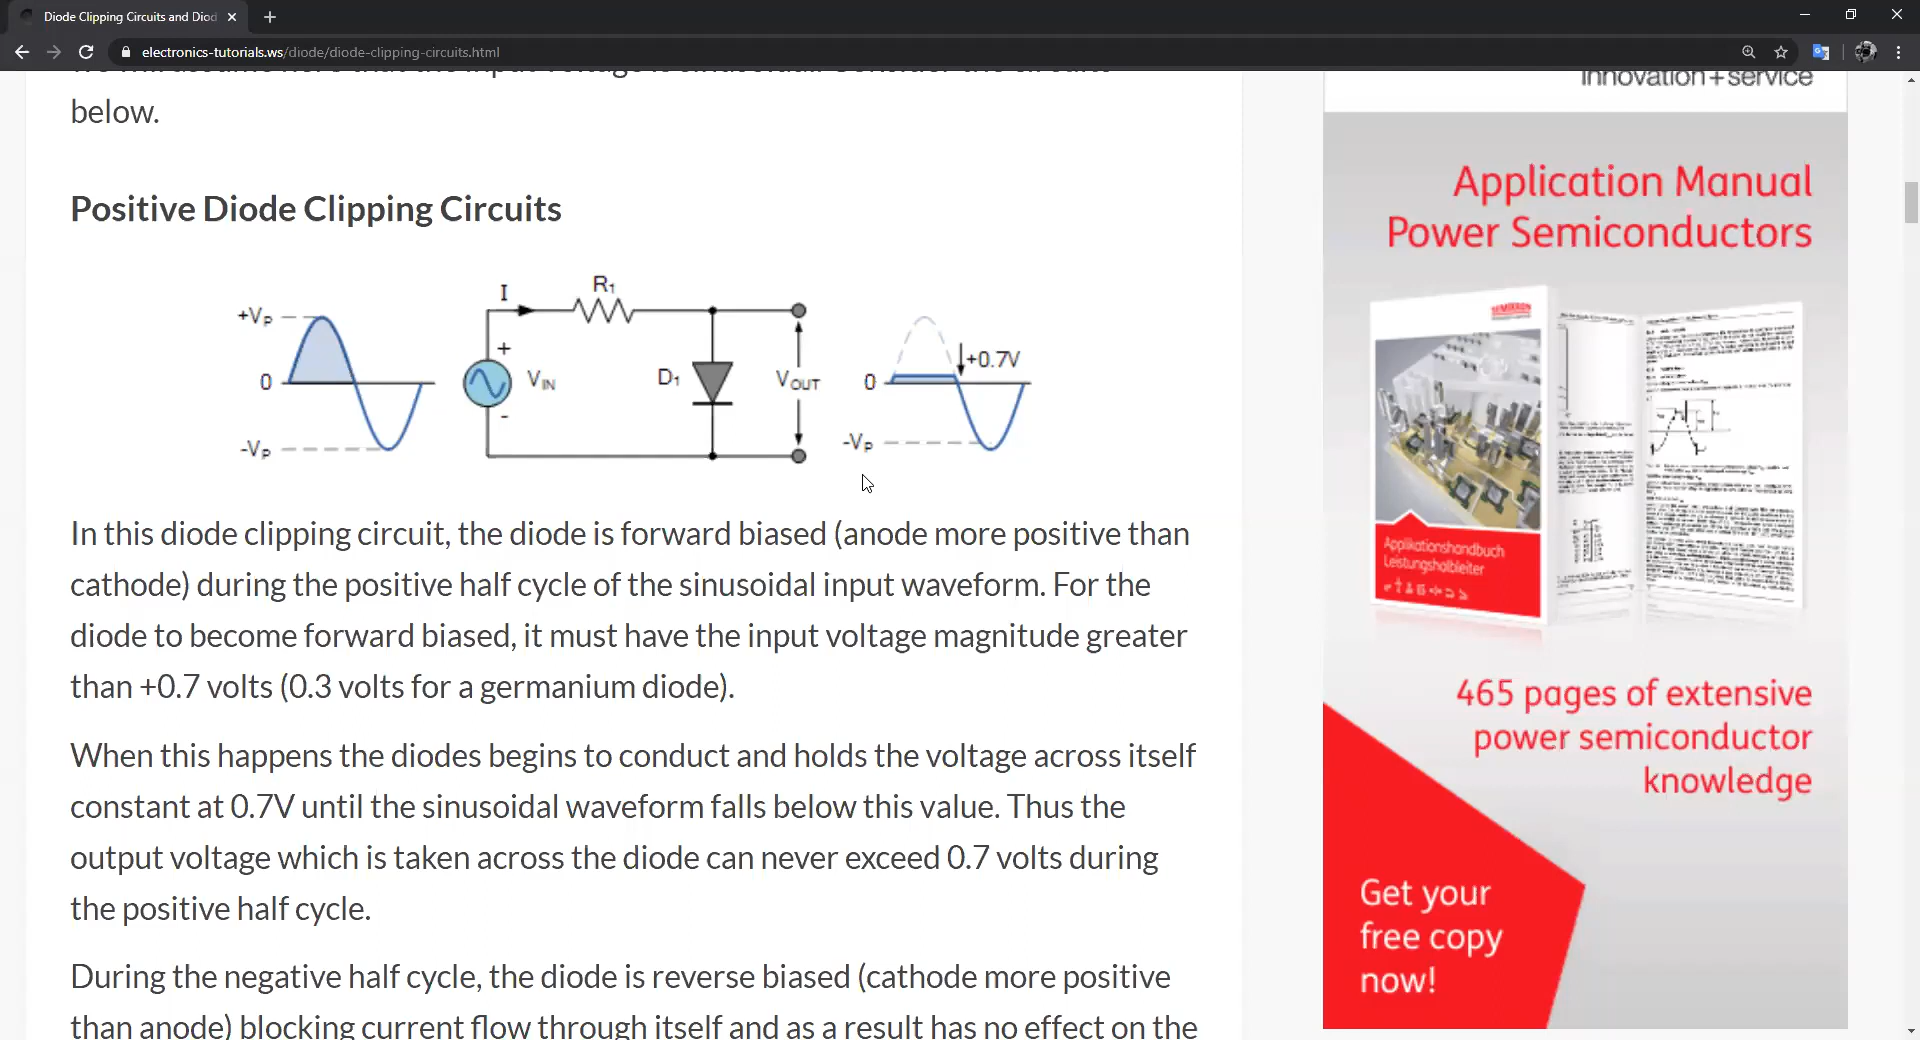 Diode Clipping Circuits and Diod
electronics-tutorials.ws/diode/diode-clipping-circuits.html
below.
Positive Diode Clipping Circuits
I
R1
+VP
0
-VP
+
VIN
-
D1
VOUT
0
+0.7V
-VP
In this diode clipping circuit, the diode is forward biased (anode more positive than
cathode) during the positive half cycle of the sinusoidal input waveform. For the
diode to become forward biased, it must have the input voltage magnitude greater
than +0.7 volts (0.3 volts for a germanium diode).
When this happens the diodes begins to conduct and holds the voltage across itself
constant at 0.7V until the sinusoidal waveform falls below this value. Thus the
output voltage which is taken across the diode can never exceed 0.7 volts during
the positive half cycle.
During the negative half cycle, the diode is reverse biased (cathode more positive
than anode) blocking current flow through itself and as a result has no effect on the
innovation+service
Application Manual
Power Semiconductors
SEMIKRON
Applikationshandbuch
Leistungshalbleiter
465 pages of extensive
power semiconductor
knowledge
Get your
free copy
now!